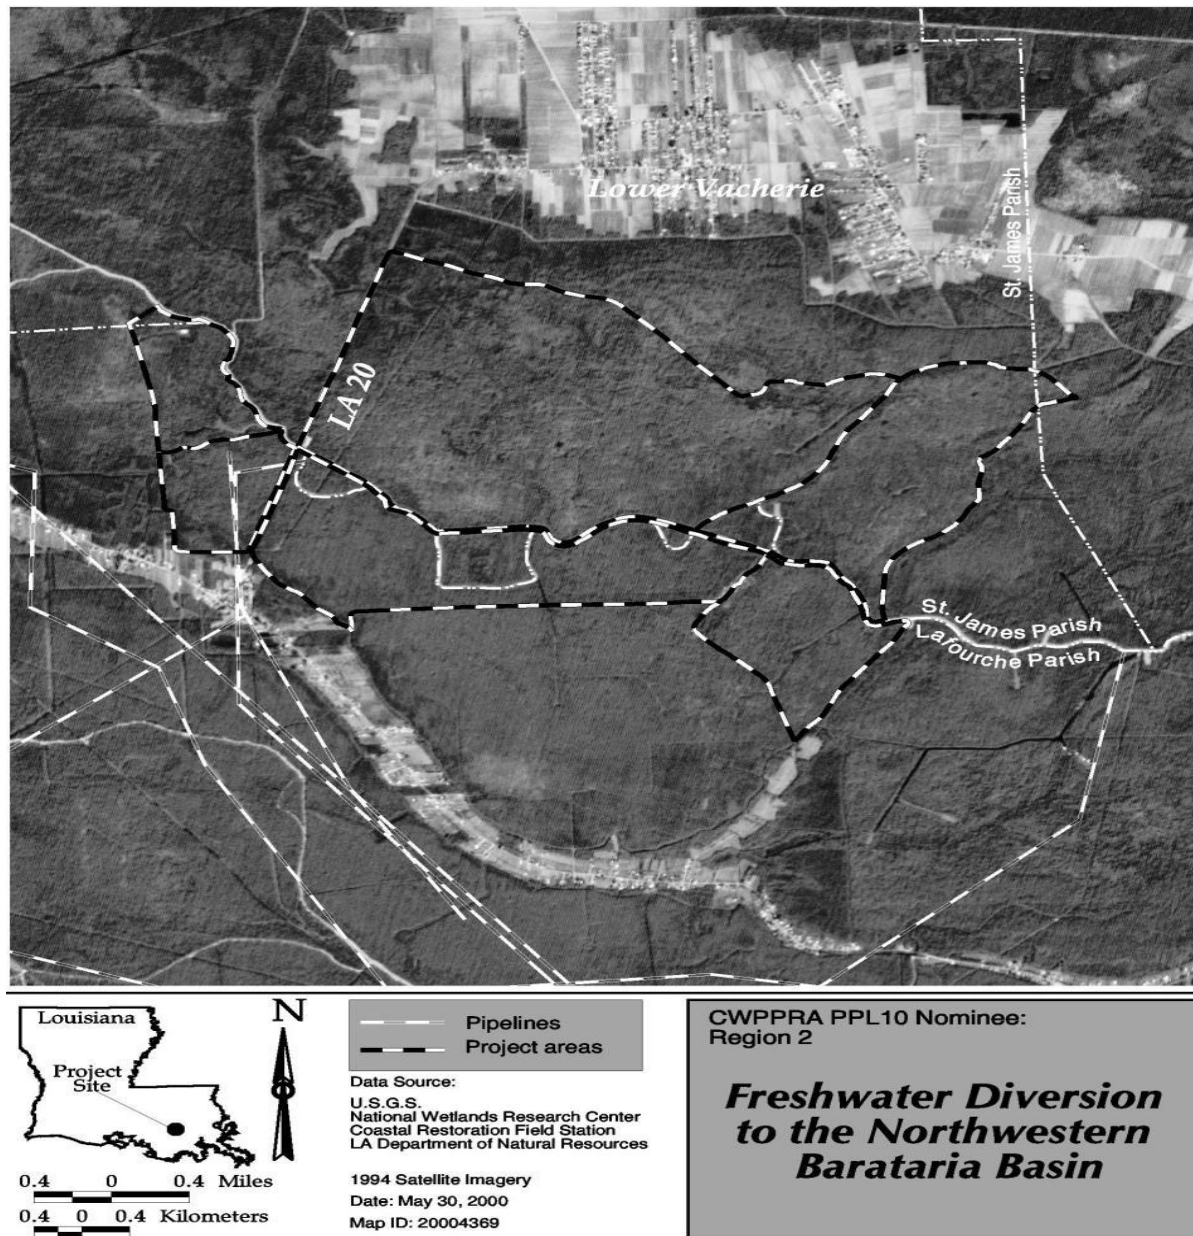 Lower Vacherie
St. James Parish
LA 20
St. James Parish
Lafourche Parish
Louisiana
Project
Site
N
0.4 0 0.4 Miles
0.4 0 0.4 Kilometers
Pipelines
Project areas
Data Source:
U.S.G.S.
National Wetlands Research Center
Coastal Restoration Field Station
LA Department of Natural Resources
1994 Satellite Imagery
Date: May 30, 2000
Map ID: 20004369
CWPPRA PPL10 Nominee:
Region 2
Freshwater Diversion
to the Northwestern
Barataria Basin